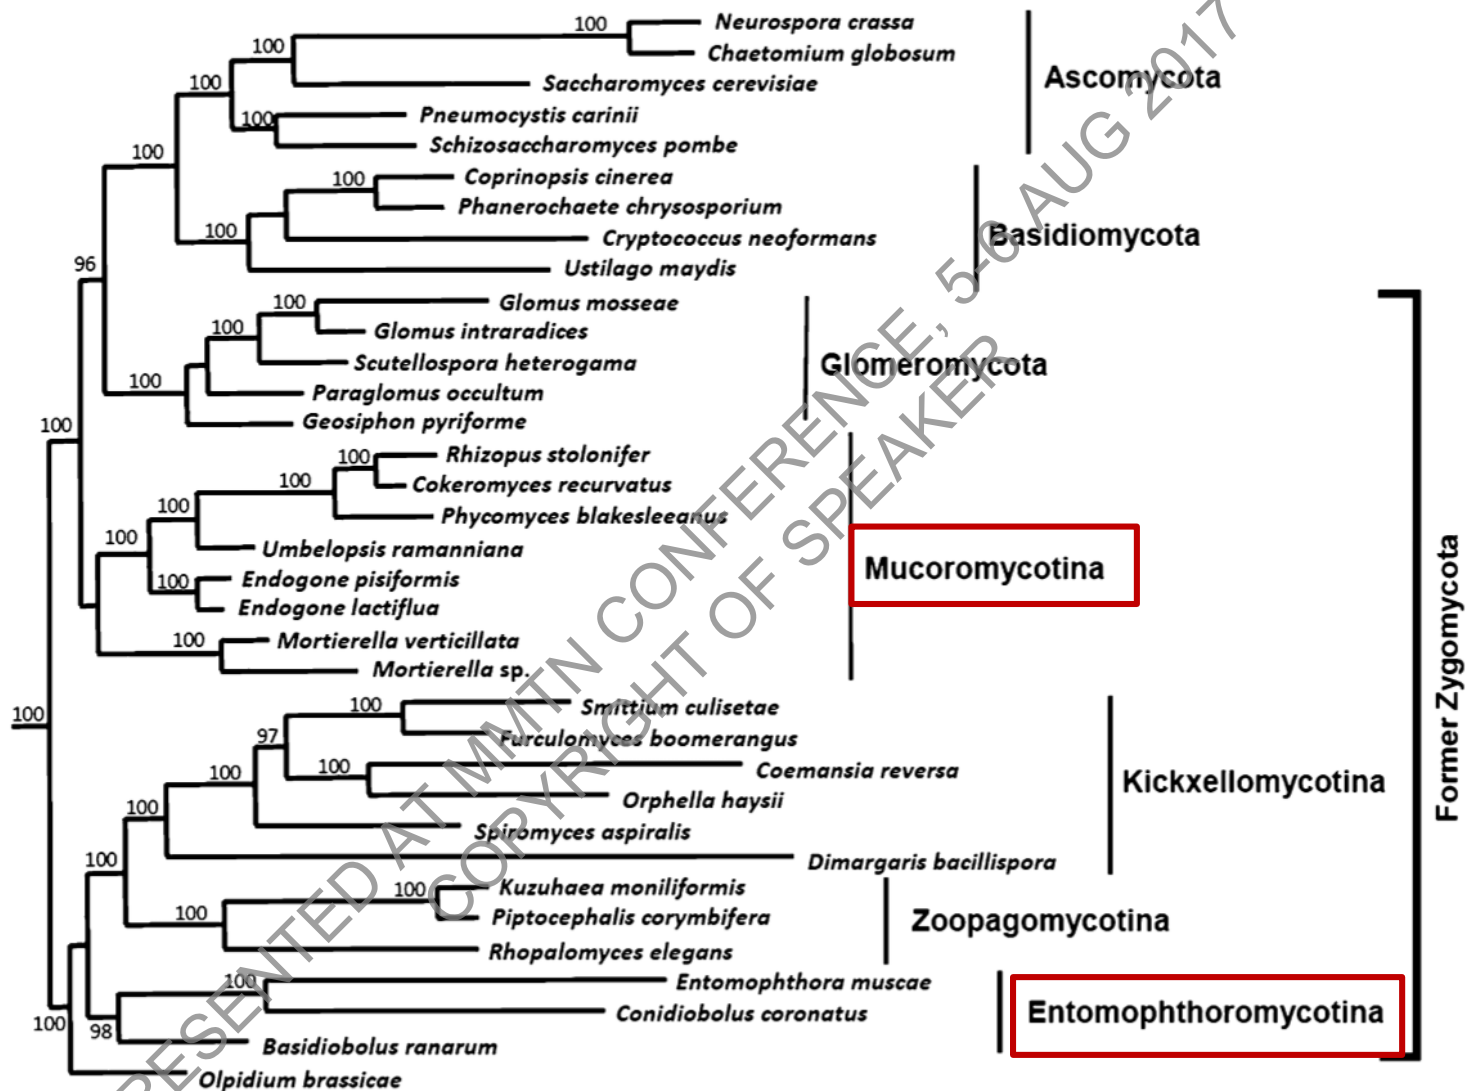 100 Neurospora crassa
100 Chaetomium globosum
Ascomycota
100 Saccharomyces cerevisiae
100 Pneumocystis carinii
100 Schizosaccharomyces pombe
100 Coprinopsis cinerea
Phanerochaete chrysosporium
100 Cryptococcus neoformans
Basidiomycota
Ustilago maydis
96
100 Glomus mosseae
100 Glomus intraradices
Scutellospora heterogama
Glomeromycota
100 Paraglomus occultum
Geosiphon pyriforme
100
100 Rhizopus stolonifer
100 Cokeromyces recurvatus
100 Phycomyces blakesleeanus
100 Umbelopsis ramanniana
Mucoromycotina
100 Endogone pisiformis
Endogone lactiflua
100 Mortierella verticillata
Mortierella sp.
100
100 Smittium culisetae
97 Furculomyces boomerangus
100 100 Coemansia reversa
Kickxellomycotina
Orphella haysii
100 Spiromyces aspiralis
100 Dimargaris bacillispora
100 Kuzuhaea moniliformis
100 Piptocephalis corymbifera
Zoopagomycotina
Rhopalomyces elegans
100 Entomophthora muscae
100 98 Conidiobolus coronatus
Entomophthoromycotina
Basidiobolus ranarum
Olpidium brassicae
Former Zygomycota
PRESENTED AT MMTN CONFERENCE, 5-6 AUG 2017
COPYRIGHT OF SPEAKER